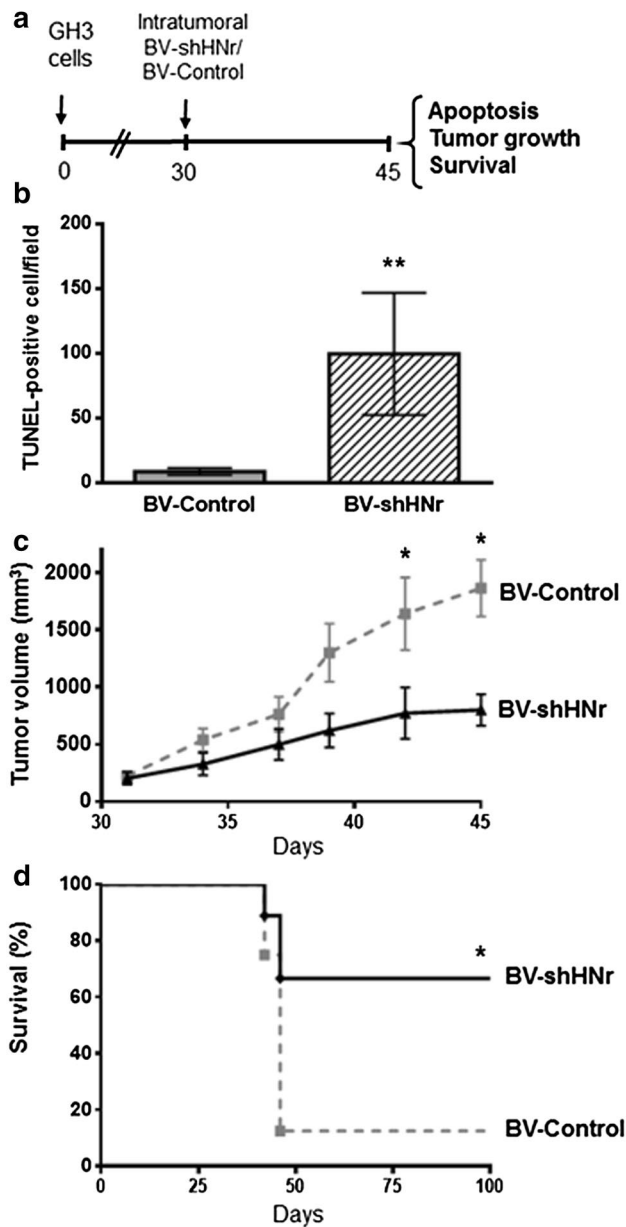 a
GH3
cells
Intratumoral
BV-shHNr/
BV-Control
0
30
45
Apoptosis
Tumor growth
Survival
b
TUNEL-positive cell/field
200
150
100
50
0
**
BV-Control
BV-shHNr
c
Tumor volume (mm³)
2000
1500
1000
500
0
*
*
BV-Control
BV-shHNr
30
35
40
45
Days
d
Survival (%)
100
80
60
40
20
0
*
BV-shHNr
BV-Control
0
25
50
75
100
Days